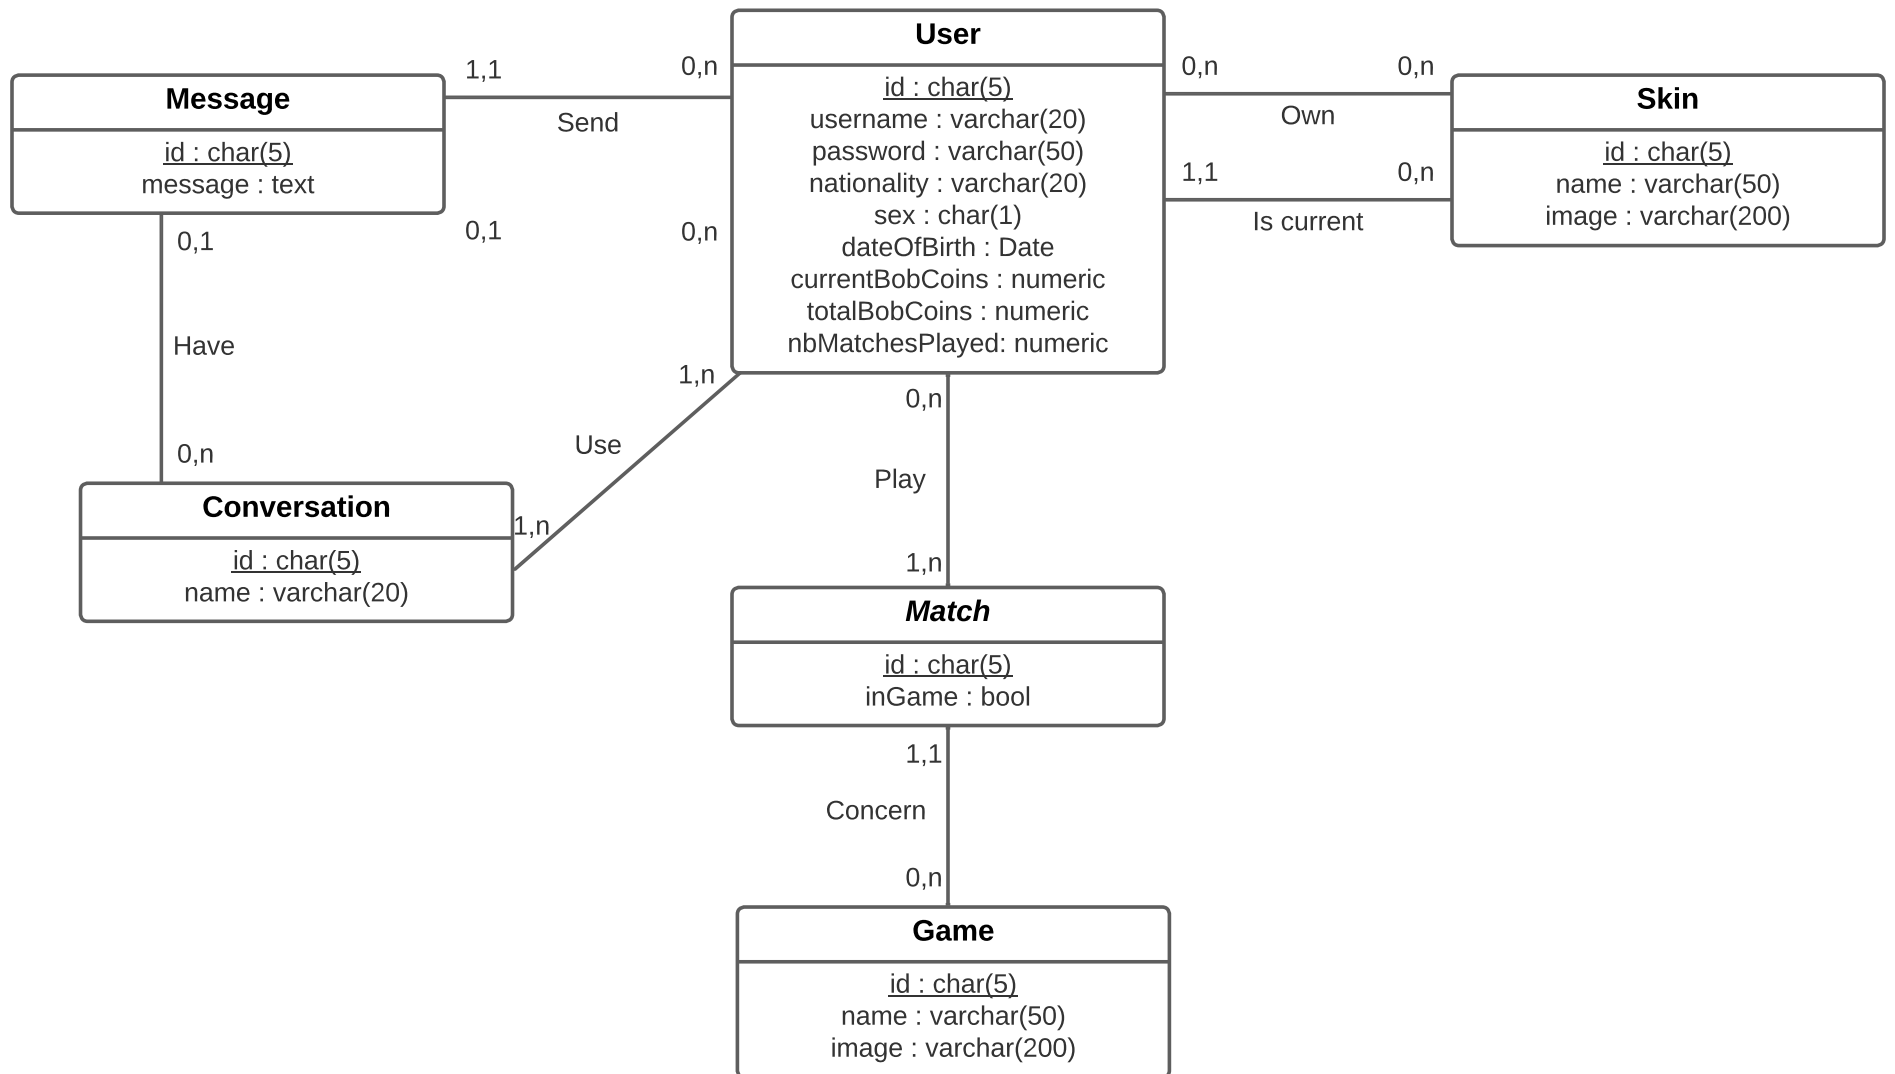 User
id : char(5)
username : varchar(20)
password : varchar(50)
nationality : varchar(20)
sex : char(1)
dateOfBirth : Date
currentBobCoins : numeric
totalBobCoins : numeric
nbMatchesPlayed: numeric
Message
id : char(5)
message : text
1,1
0,n
Send
0,1
0,n
0,n
0,n
Own
1,1
0,n
Is current
Skin
id : char(5)
name : varchar(50)
image : varchar(200)
0,1
Have
0,n
1,n
Use
1,n
Conversation
id : char(5)
name : varchar(20)
0,n
Play
1,n
Match
id : char(5)
inGame : bool
1,1
Concern
0,n
Game
id : char(5)
name : varchar(50)
image : varchar(200)